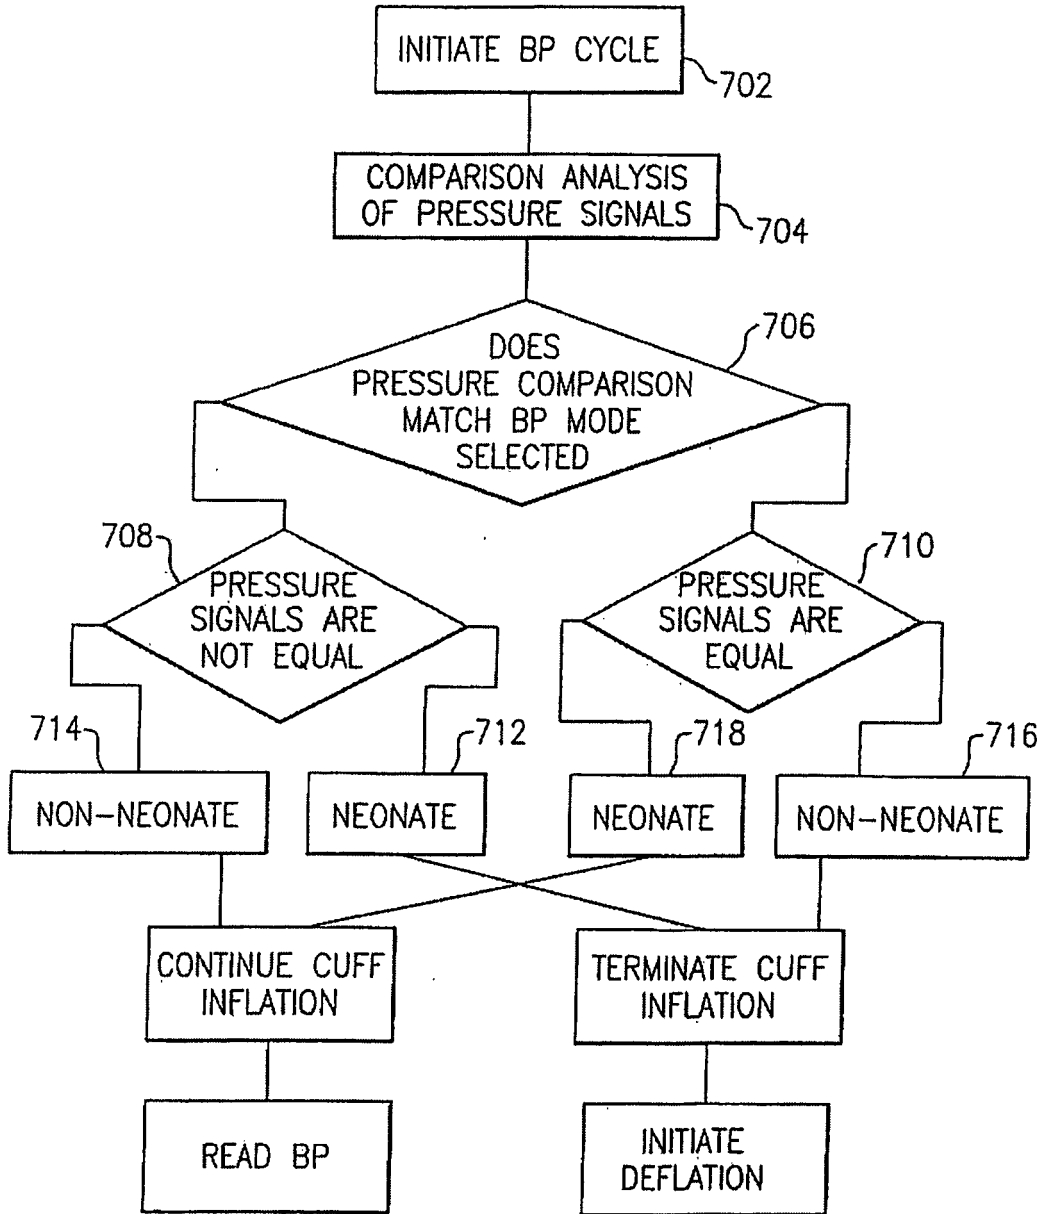 INITIATE BP CYCLE
702
COMPARISON ANALYSIS
OF PRESSURE SIGNALS
704
706
DOES
PRESSURE COMPARISON
MATCH BP MODE
SELECTED
708
PRESSURE
SIGNALS ARE
NOT EQUAL
710
PRESSURE
SIGNALS ARE
EQUAL
714
NON-NEONATE
712
NEONATE
718
NEONATE
716
NON-NEONATE
CONTINUE CUFF
INFLATION
TERMINATE CUFF
INFLATION
READ BP
INITIATE
DEFLATION